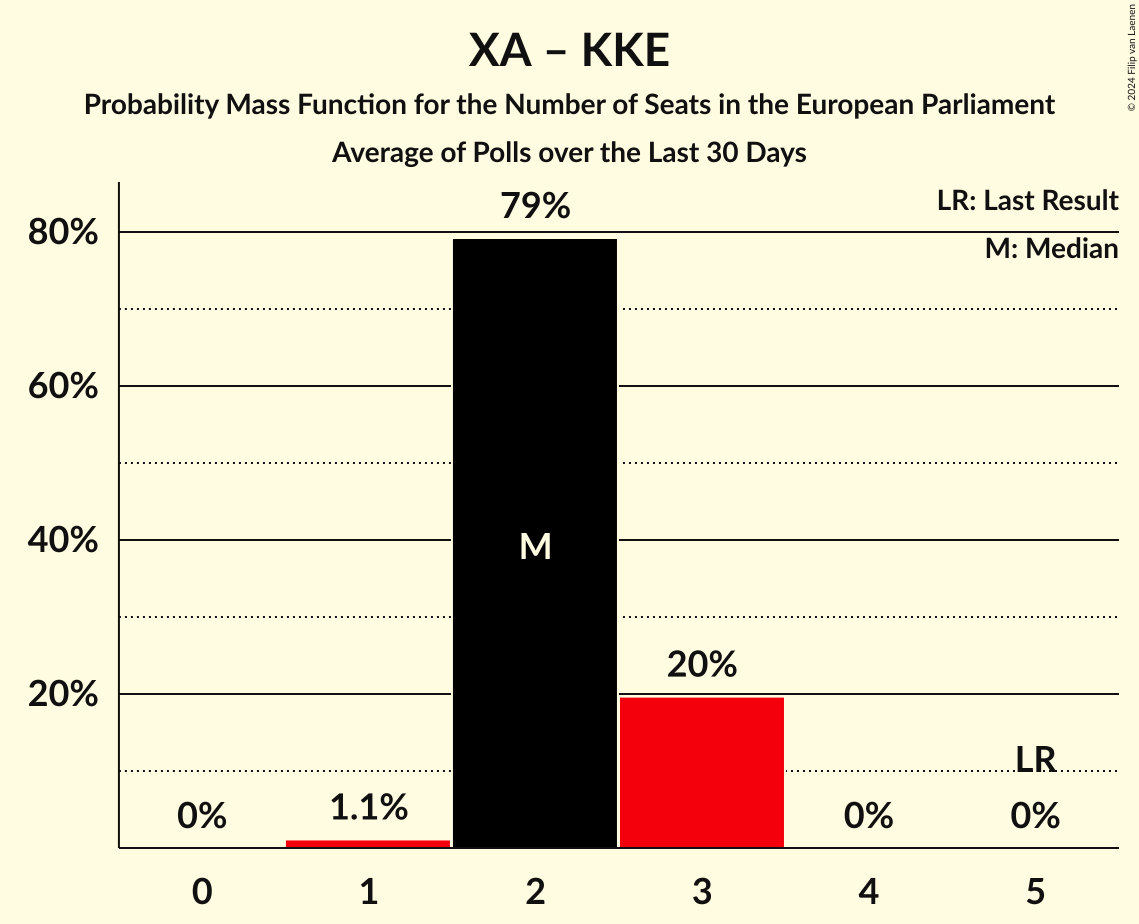 XA – KKE
Probability Mass Function for the Number of Seats in the European Parliament
Average of Polls over the Last 30 Days
© 2024 Filip van Laenen
LR: Last Result
M: Median
80%
60%
40%
20%
0%
1.1%
79%
M
20%
0%
LR
0%
0 1 2 3 4 5